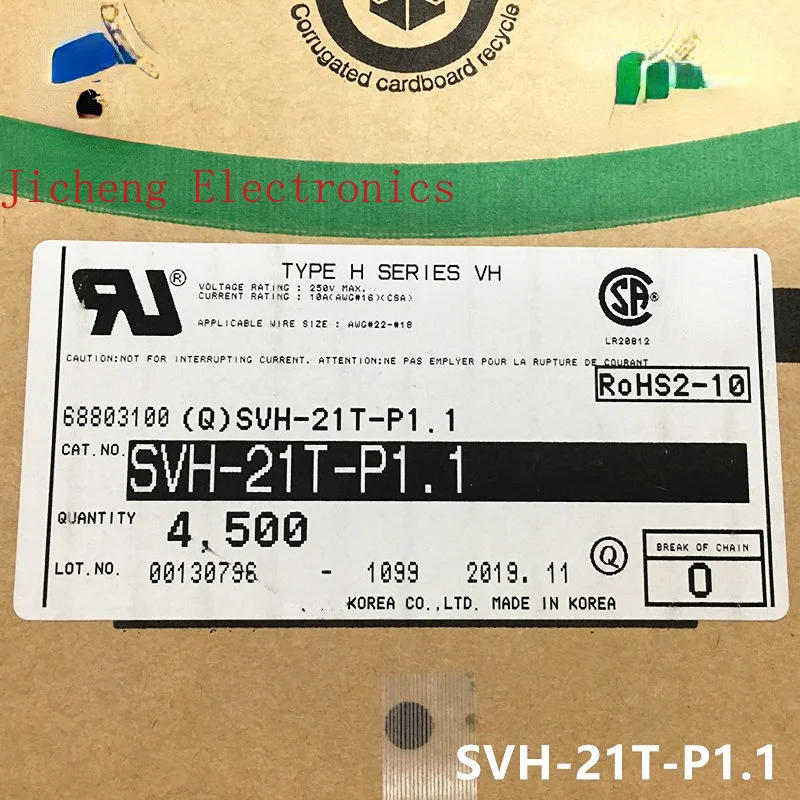 Corrugated cardboard recycle
Jicheng Electronics
TYPE H SERIES VH
VOLTAGE RATING : 250V MAX.
CURRENT RATING : 10A(AWG#16)(CSA)
APPLICABLE WIRE SIZE : AWG#22-#18
LR20812
CAUTION:NOT FOR INTERRUPTING CURRENT. ATTENTION:NE PAS EMPLYER POUR LA RUPTURE DE COURANT
RoHS2-10
68803100 (Q)SVH-21T-P1.1
CAT.NO. SVH-21T-P1.1
QUANTITY 4,500
LOT.NO. 00130796 - 1099 2019.11 Q
BREAK OF CHAIN
0
KOREA CO.,LTD. MADE IN KOREA
SVH-21T-P1.1